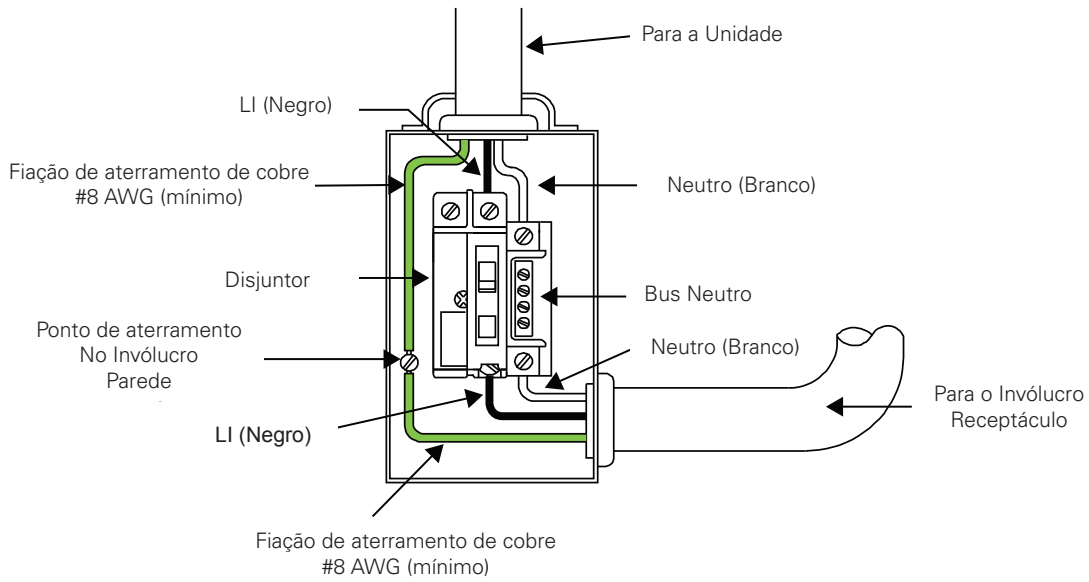 Para a Unidade
LI (Negro)
Fiação de aterramento de cobre
#8 AWG (mínimo)
Neutro (Branco)
Disjuntor
Bus Neutro
Ponto de aterramento
No Invólucro
Parede
Neutro (Branco)
Para o Invólucro
Receptáculo
LI (Negro)
Fiação de aterramento de cobre
#8 AWG (mínimo)